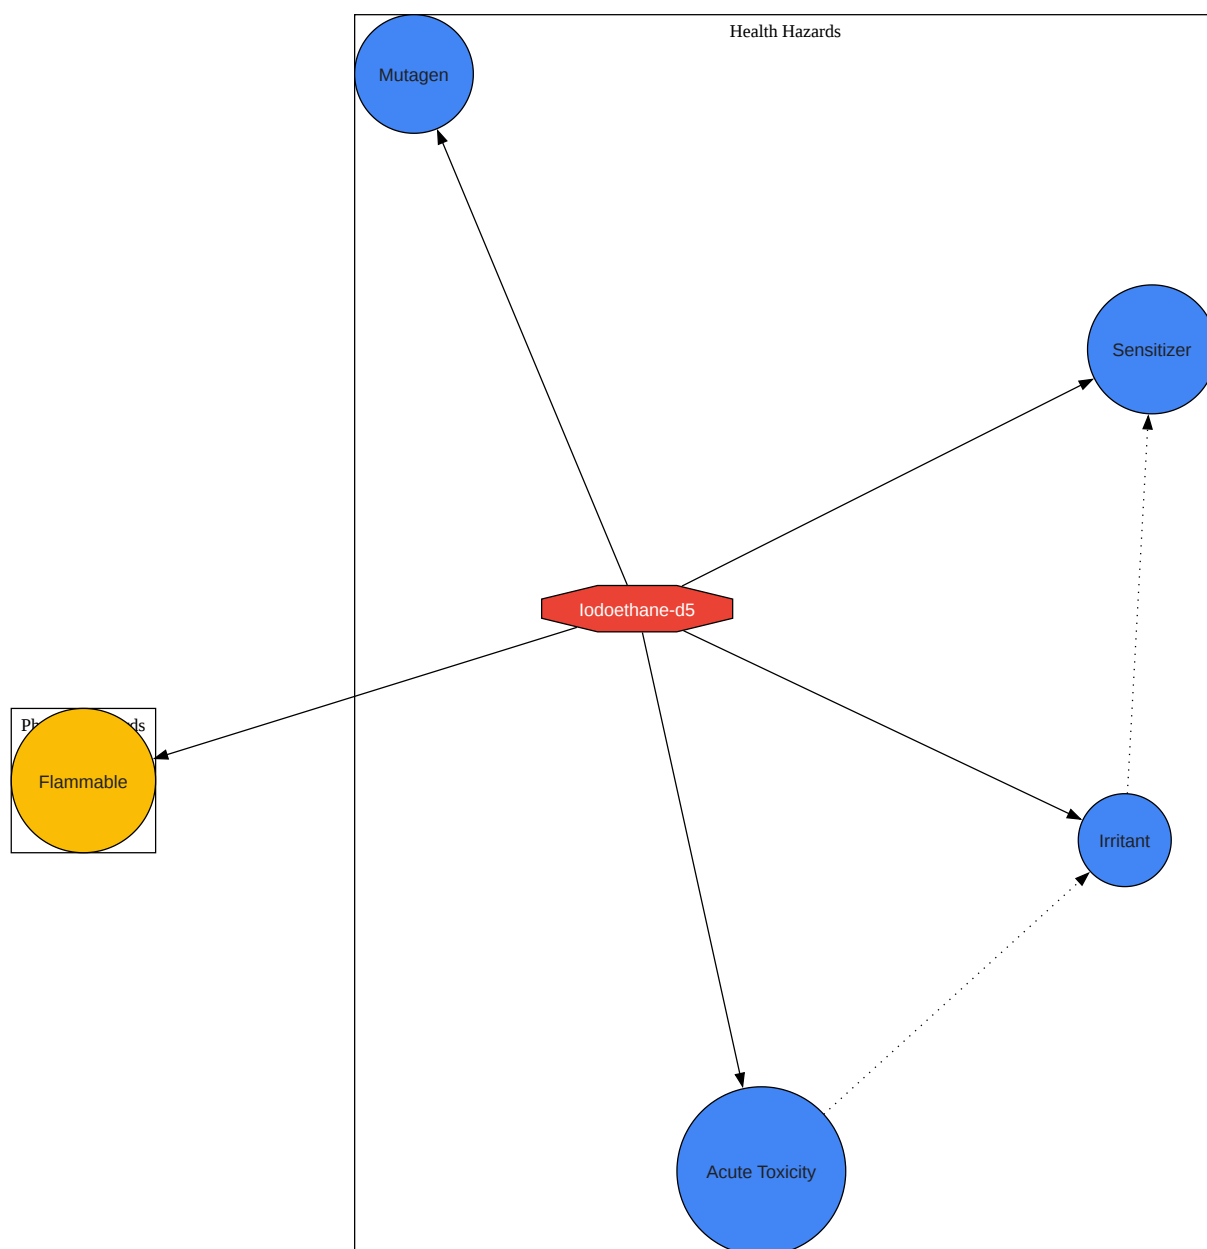 Health Hazards
Mutagen
Sensitizer
Iodoethane-d5
Flammable
Irritant
Acute Toxicity